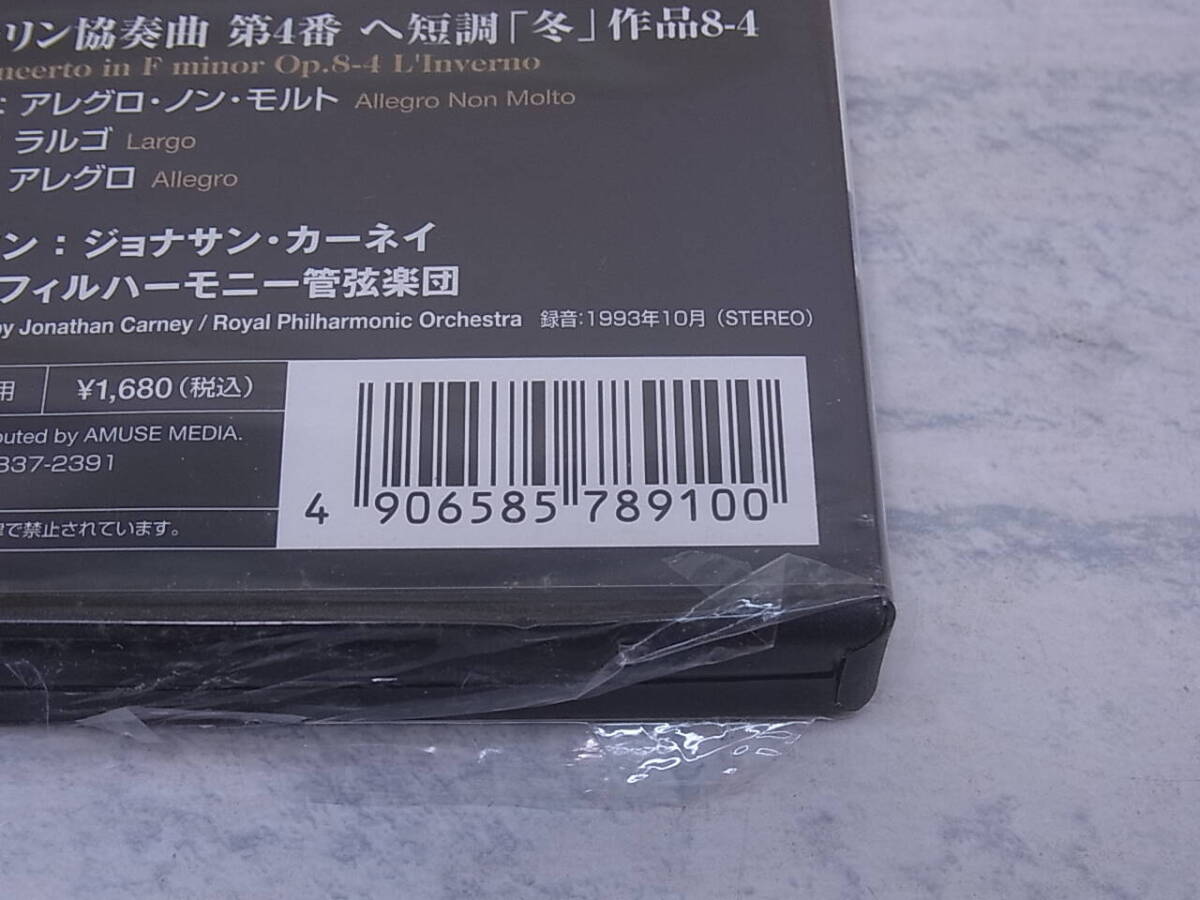 リン協奏曲 第4番 ヘ短調「冬」作品8-4
ncerto in F minor Op.8-4 L'Inverno
: アレグロ・ノン・モルト Allegro Non Molto
ラルゴ Largo
アレグロ Allegro
ン:ジョナサン・カーネイ
フィルハーモニー管弦楽団
by Jonathan Carney / Royal Philharmonic Orchestra 録音:1993年10月(STEREO)
用 ¥1,680(税込)
buted by AMUSE MEDIA.
837-2391
で禁止されています。
4 906585 789100